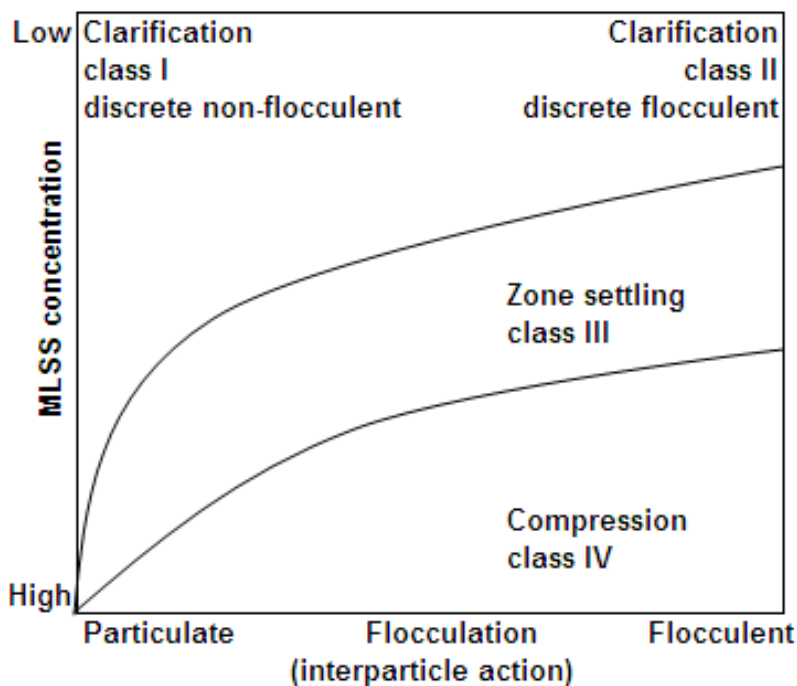 Low
Clarification
class I
discrete non-flocculent
Clarification
class II
discrete flocculent
MLSS concentration
Zone settling
class III
Compression
class IV
High
Particulate
Flocculation
Flocculent
(interparticle action)